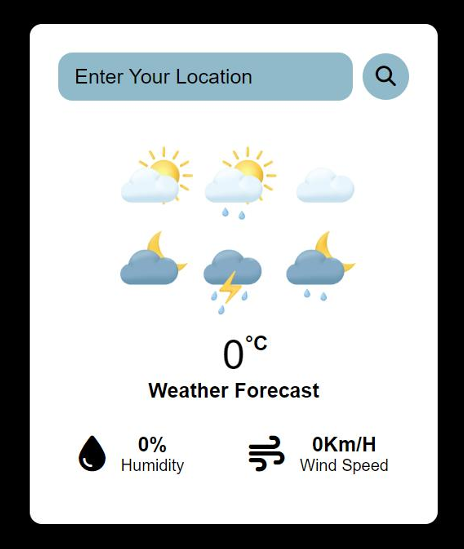 Enter Your Location
0°C
Weather Forecast
0% 0Km/H
Humidity Wind Speed